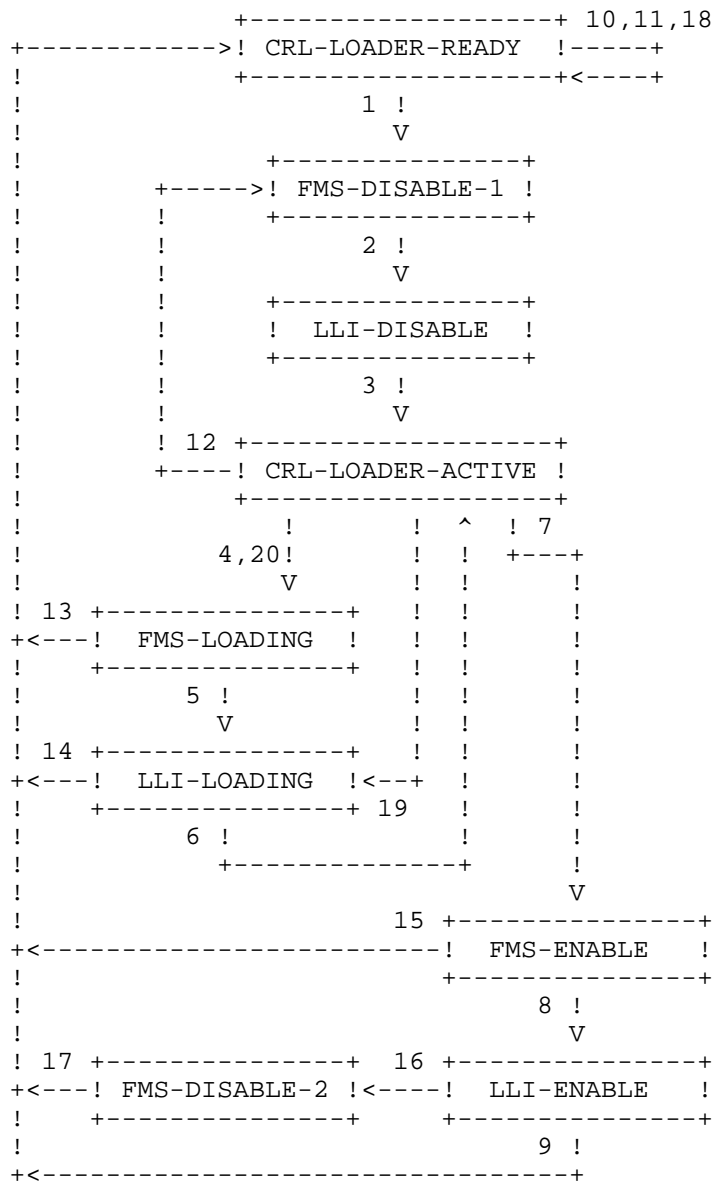 10,11,18
CRL-LOADER-READY
1
V
FMS-DISABLE-1
2
V
LLI-DISABLE
3
V
12
CRL-LOADER-ACTIVE
7
4,20
V
13
FMS-LOADING
5
V
14
LLI-LOADING
19
6
V
15
FMS-ENABLE
8
V
17 16
FMS-DISABLE-2 LLI-ENABLE
9